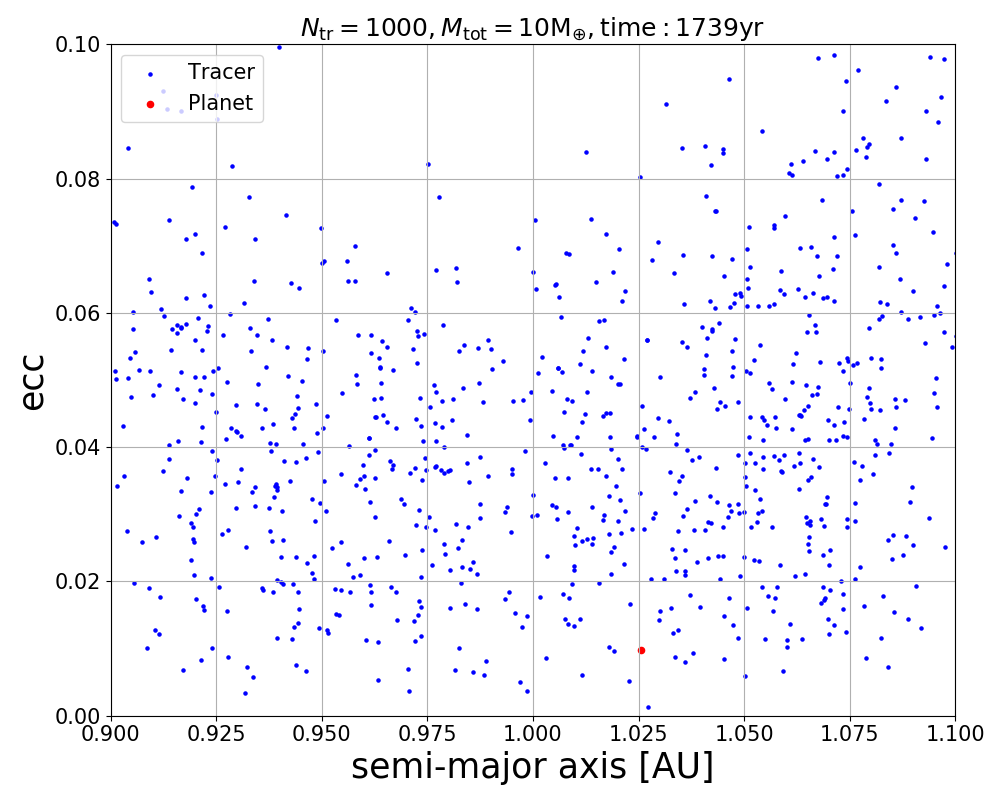 N_tr = 1000, M_tot = 10M_⊕, time : 1739yr
Tracer
Planet
ecc
0.10
0.08
0.06
0.04
0.02
0.00
0.900 0.925 0.950 0.975 1.000 1.025 1.050 1.075 1.100
semi-major axis [AU]